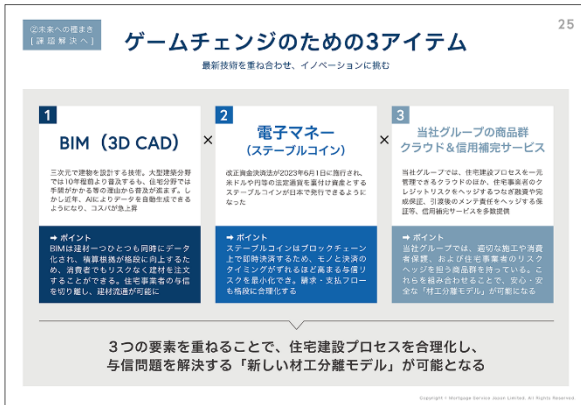 ②未来への種まき
[課題解決へ]
25
ゲームチェンジのための3アイテム
最新技術を重ね合わせ、イノベーションに挑む
1
BIM（3D CAD）
三次元で建物を設計する技術。大型建築分野
では10年程前より普及するも、住宅分野では
手間がかかる等の理由から普及が進まず。し
かし近年、AIによりデータを自動生成できる
ようになり、コスパが急上昇
➡ ポイント
BIMは建材一つひとつも同時にデータ
化され、積算根拠が格段に向上するた
め、消費者でもリスクなく建材を注文
することができる。住宅事業者の与信
を切り離し、建材流通が可能に
×
2
電子マネー
（ステーブルコイン）
改正資金決済法が2023年6月1日に施行され、
米ドルや円等の法定通貨を裏付け資産とする
ステーブルコインが日本で発行できるように
なった
➡ ポイント
ステーブルコインはブロックチェーン
上で即時決済するため、モノと決済の
タイミングがずれるほど高まる与信リ
スクを最小化できる。請求・支払フロー
も格段に合理化する
×
3
当社グループの商品群
クラウド＆信用補完サービス
当社グループでは、住宅建設プロセスを一元
管理できるクラウドのほか、住宅事業者のク
レジットリスクをヘッジするつなぎ融資や完
成保証、引渡後のメンテ責任をヘッジする保
証等、信用補完サービスを多数提供
➡ ポイント
当社グループでは、適切な施工や消費
者保護、および住宅事業者のリスク
ヘッジを担う商品群を持っている。こ
れらを組み合わせることで、安心・安
全な「材工分離モデル」が可能になる
３つの要素を重ねることで、住宅建設プロセスを合理化し、
与信問題を解決する「新しい材工分離モデル」が可能となる
Copyright © Mortgage Service Japan Limited. All Rights Reserved.